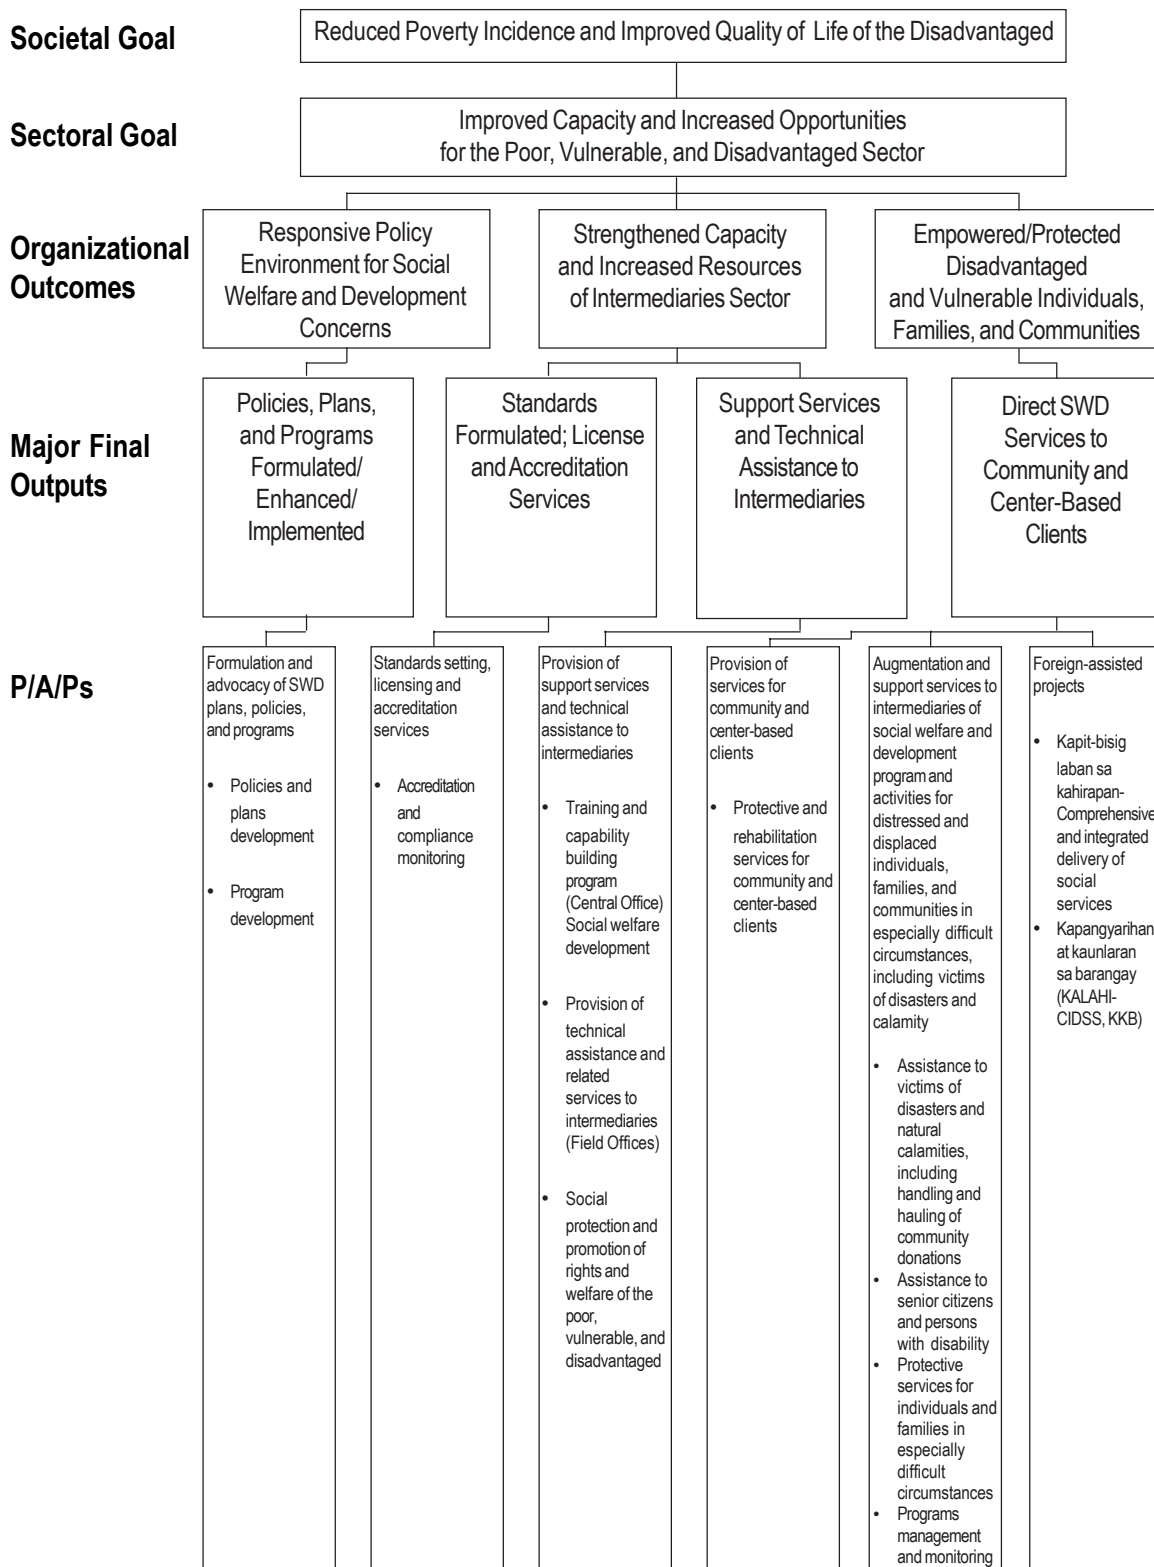 Societal Goal
Reduced Poverty Incidence and Improved Quality of Life of the Disadvantaged
Sectoral Goal
Improved Capacity and Increased Opportunities
for the Poor, Vulnerable, and Disadvantaged Sector
Organizational
Outcomes
Responsive Policy
Environment for Social
Welfare and Development
Concerns
Strengthened Capacity
and Increased Resources
of Intermediaries Sector
Empowered/Protected
Disadvantaged
and Vulnerable Individuals,
Families, and Communities
Major Final
Outputs
Policies, Plans,
and Programs
Formulated/
Enhanced/
Implemented
Standards
Formulated; License
and Accreditation
Services
Support Services
and Technical
Assistance to
Intermediaries
Direct SWD
Services to
Community and
Center-Based
Clients
P/A/Ps
Formulation and
advocacy of SWD
plans, policies,
and programs
• Policies and
plans
development
• Program
development
Standards setting,
licensing and
accreditation
services
• Accreditation
and
compliance
monitoring
Provision of
support services
and technical
assistance to
intermediaries
• Training and
capability
building
program
(Central Office)
Social welfare
development
• Provision of
technical
assistance and
related
services to
intermediaries
(Field Offices)
• Social
protection and
promotion of
rights and
welfare of the
poor,
vulnerable, and
disadvantaged
Provision of
services for
community and
center-based
clients
• Protective and
rehabilitation
services for
community and
center-based
clients
Augmentation and
support services to
intermediaries of
social welfare and
development
program and
activities for
distressed and
displaced
individuals,
families, and
communities in
especially difficult
circumstances,
including victims
of disasters and
calamity
• Assistance to
victims of
disasters and
natural
calamities,
including
handling and
hauling of
community
donations
• Assistance to
senior citizens
and persons
with disability
• Protective
services for
individuals and
families in
especially
difficult
circumstances
• Programs
management
and monitoring
Foreign-assisted
projects
• Kapit-bisig
laban sa
kahirapan-
Comprehensive
and integrated
delivery of
social
services
• Kapangyarihan
at kaunlaran
sa barangay
(KALAHI-
CIDSS, KKB)